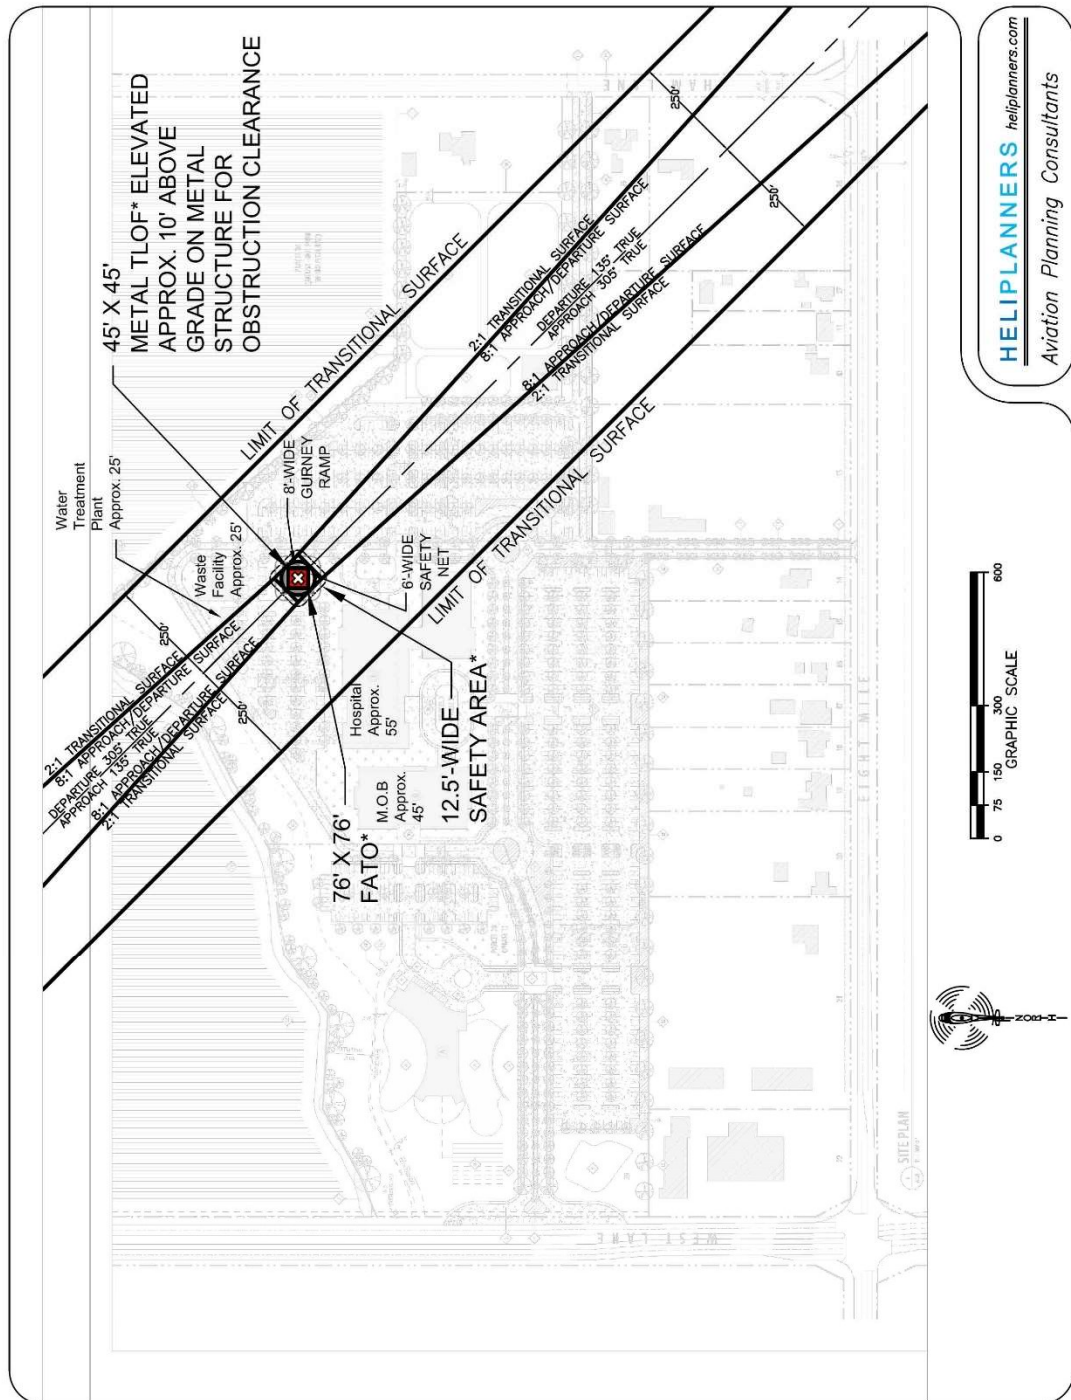 45' X 45'
METAL TLOF* ELEVATED
APPROX. 10' ABOVE
GRADE ON METAL
STRUCTURE FOR
OBSTRUCTION CLEARANCE
Water
Treatment
Plant
Approx. 25'
Waste
Facility
Approx. 25'
8'-WIDE
GURNEY
RAMP
6'-WIDE
SAFETY
NET
LIMIT OF TRANSITIONAL SURFACE
LIMIT OF TRANSITIONAL SURFACE
2:1 TRANSITIONAL SURFACE
8:1 APPROACH/DEPARTURE SURFACE
DEPARTURE 305° TRUE
APPROACH 135° TRUE
8:1 APPROACH/DEPARTURE SURFACE
2:1 TRANSITIONAL SURFACE
250'
250'
2:1 TRANSITIONAL SURFACE
8:1 APPROACH/DEPARTURE SURFACE
DEPARTURE 135° TRUE
APPROACH 305° TRUE
8:1 APPROACH/DEPARTURE SURFACE
2:1 TRANSITIONAL SURFACE
250'
250'
Hospital
Approx.
55'
M.O.B
Approx.
45'
76' X 76'
FATO*
12.5'-WIDE
SAFETY AREA*
HAM LANE
WEST LANE
EIGHT MILE
SITE PLAN
NORTH
0 75 150 300 600
GRAPHIC SCALE
HELIPLANNERS heliplanners.com
Aviation Planning Consultants